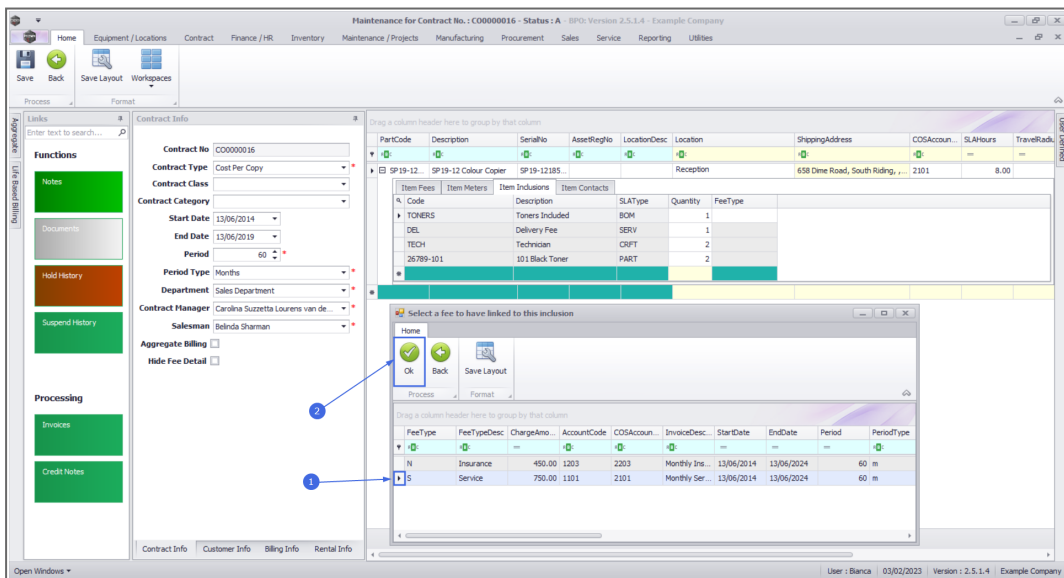 Maintenance for Contract No. : CO0000016 - Status : A - BPO: Version 2.5.1.4 - Example Company
Home Equipment / Locations Contract Finance / HR Inventory Maintenance / Projects Manufacturing Procurement Sales Service Reporting Utilities
Save Back Save Layout Workspaces
Process Format
Aggregate
Life Based Billing
Links
Enter text to search...
Functions
Notes
Documents
Hold History
Suspend History
Processing
Invoices
Credit Notes
Contract Info
Contract No CO0000016
Contract Type Cost Per Copy
Contract Class
Contract Category
Start Date 13/06/2014
End Date 13/06/2019
Period 60 *
Period Type Months *
Department Sales Department *
Contract Manager Carolina Suzzetta Lourens van de... *
Salesman Belinda Sharman *
Aggregate Billing
Hide Fee Detail
Contract Info Customer Info Billing Info Rental Info
Drag a column header here to group by that column
User Defined
PartCode Description SerialNo AssetRegNo LocationDesc Location ShippingAddress COSAccoun... SLAHours TravelRadiu
SP19-12... SP19-12 Colour Copier SP19-12185... Reception 658 Dime Road, South Riding, ,... 2101 8.00
Item Fees Item Meters Item Inclusions Item Contacts
Code Description SLAType Quantity FeeType
TONERS Toners Included BOM 1
DEL Delivery Fee SERV 1
TECH Technician CRFT 2
26789-101 101 Black Toner PART 2
Select a fee to have linked to this inclusion
Home
Ok Back Save Layout
Process Format
2
Drag a column header here to group by that column
FeeType FeeTypeDesc ChargeAmo... AccountCode COSAccoun... InvoiceDesc... StartDate EndDate Period PeriodType
N Insurance 450.00 1203 2203 Monthly Ins... 13/06/2014 13/06/2024 60 m
1
S Service 750.00 1101 2101 Monthly Ser... 13/06/2014 13/06/2024 60 m
Open Windows User : Bianca 03/02/2023 Version : 2.5.1.4 Example Company